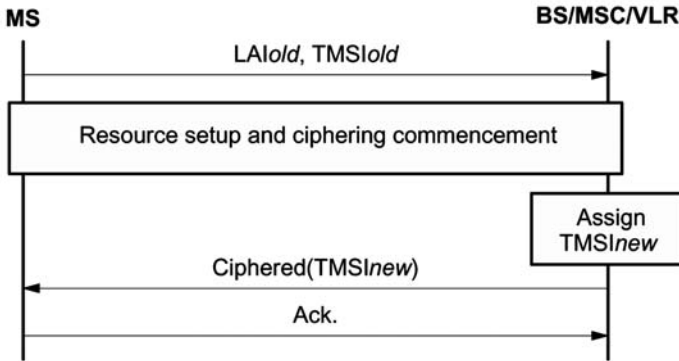 MS
BS/MSC/VLR
LAIold, TMSIold
Resource setup and ciphering commencement
Assign
TMSInew
Ciphered(TMSInew)
Ack.